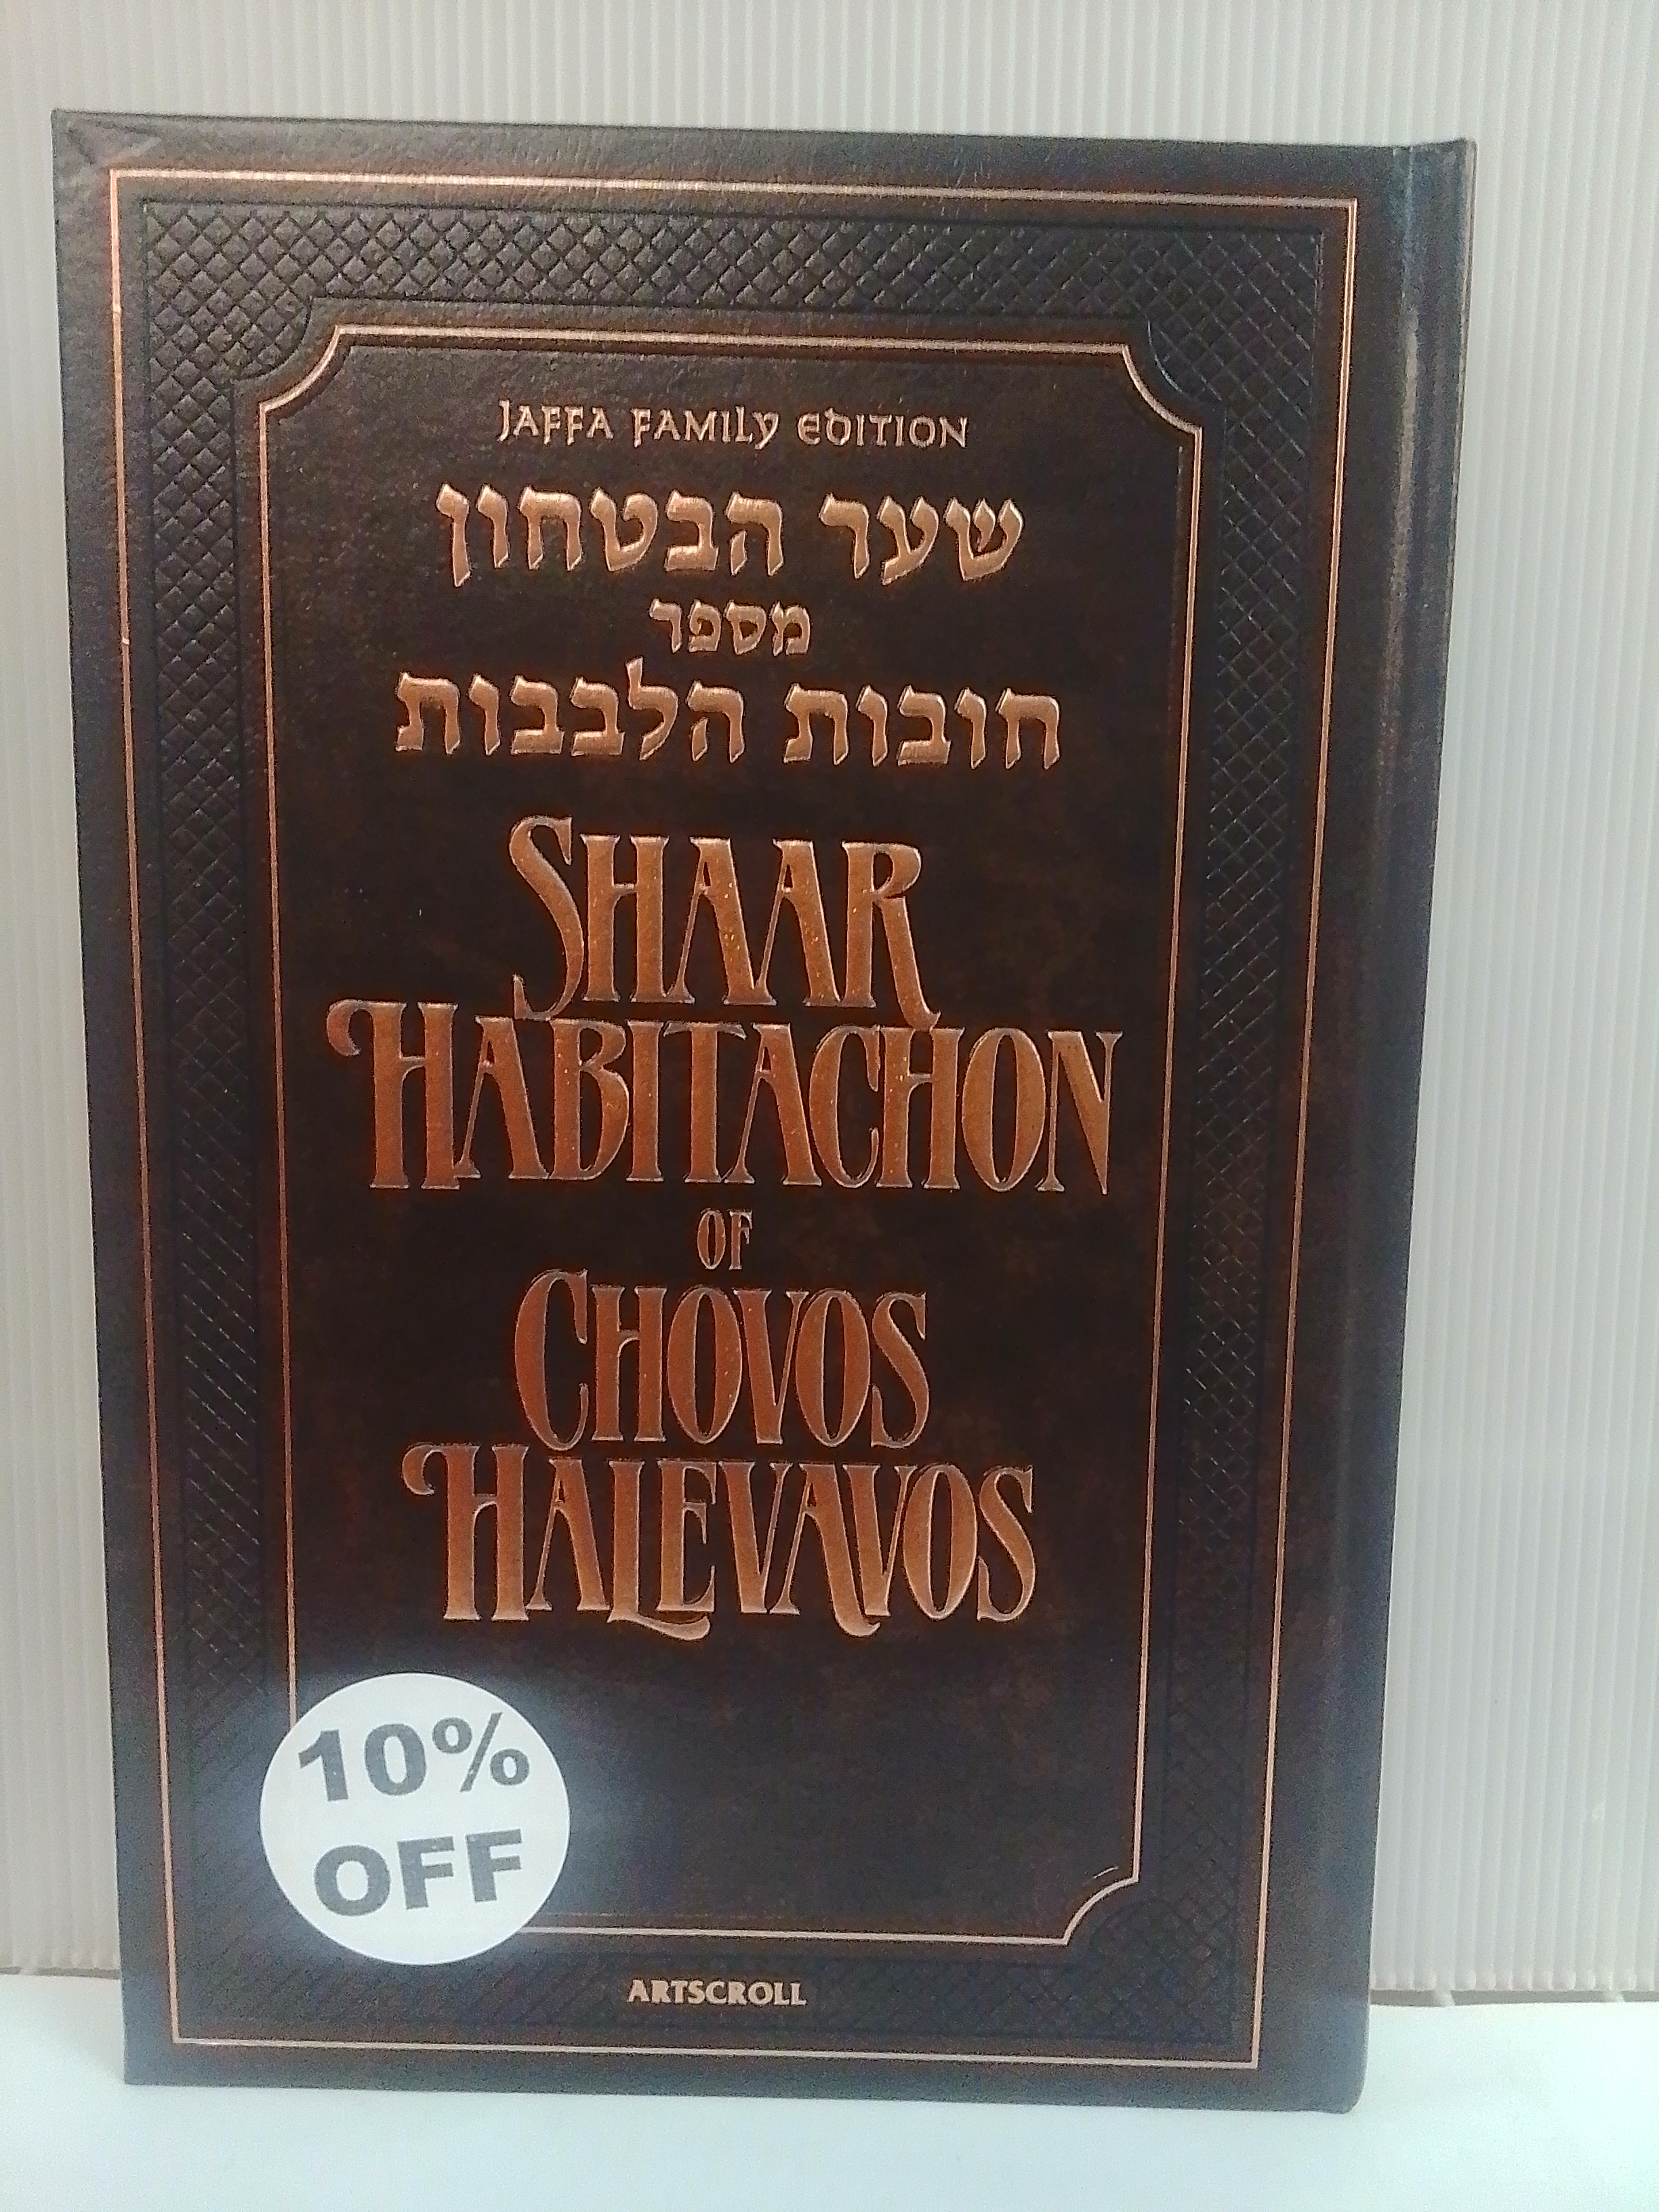 JAFFA FAMILY EDITION
שער הבטחון
מספר
חובות הלבבות
SHAAR
HABITACHON
OF
CHOVOS
HALEVAVOS
10%
OFF
ARTSCROLL